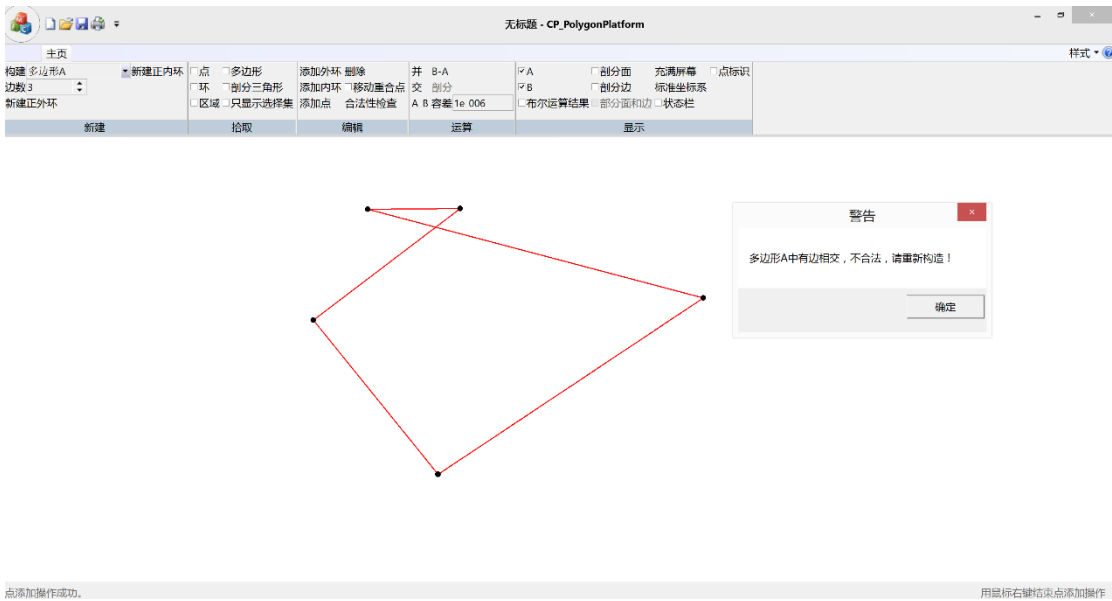 无标题 - CP_PolygonPlatform
主页
样式
构建 多边形A 新建正内环 点 多边形 添加外环 删除 并 B-A A 剖分面 充满屏幕 点标识
边数 3 环 剖分三角形 添加内环 移动重合点 交 剖分 B 剖分边 标准坐标系
新建正外环 区域 只显示选择集 添加点 合法性检查 A B 容差 1e 006 布尔运算结果 部分面和边 状态栏
新建 拾取 编辑 运算 显示
警告
多边形A中有边相交，不合法，请重新构造！
确定
点添加操作成功。 用鼠标右键结束点添加操作